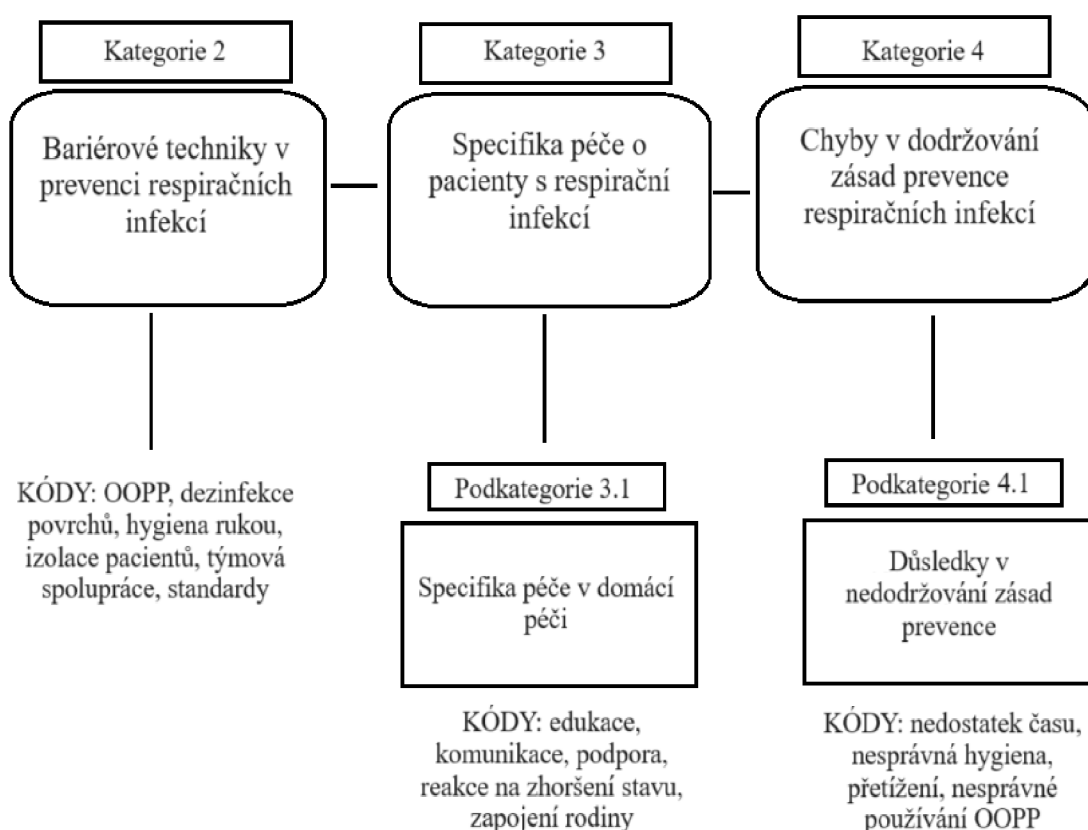 Kategorie 2
Bariérové techniky v
prevenci respiračních
infekcí
KÓDY: OOPP, dezinfekce
povrchů, hygiena rukou,
izolace pacientů, týmová
spolupráce, standardy
Kategorie 3
Specifika péče o
pacienty s respirační
infekcí
Podkategorie 3.1
Specifika péče v domácí
péči
KÓDY: edukace,
komunikace, podpora,
reakce na zhoršení stavu,
zapojení rodiny
Kategorie 4
Chyby v dodržování
zásad prevence
respiračních infekcí
Podkategorie 4.1
Důsledky v
nedodržování zásad
prevence
KÓDY: nedostatek času,
nesprávná hygiena,
přetížení, nesprávné
používání OOPP